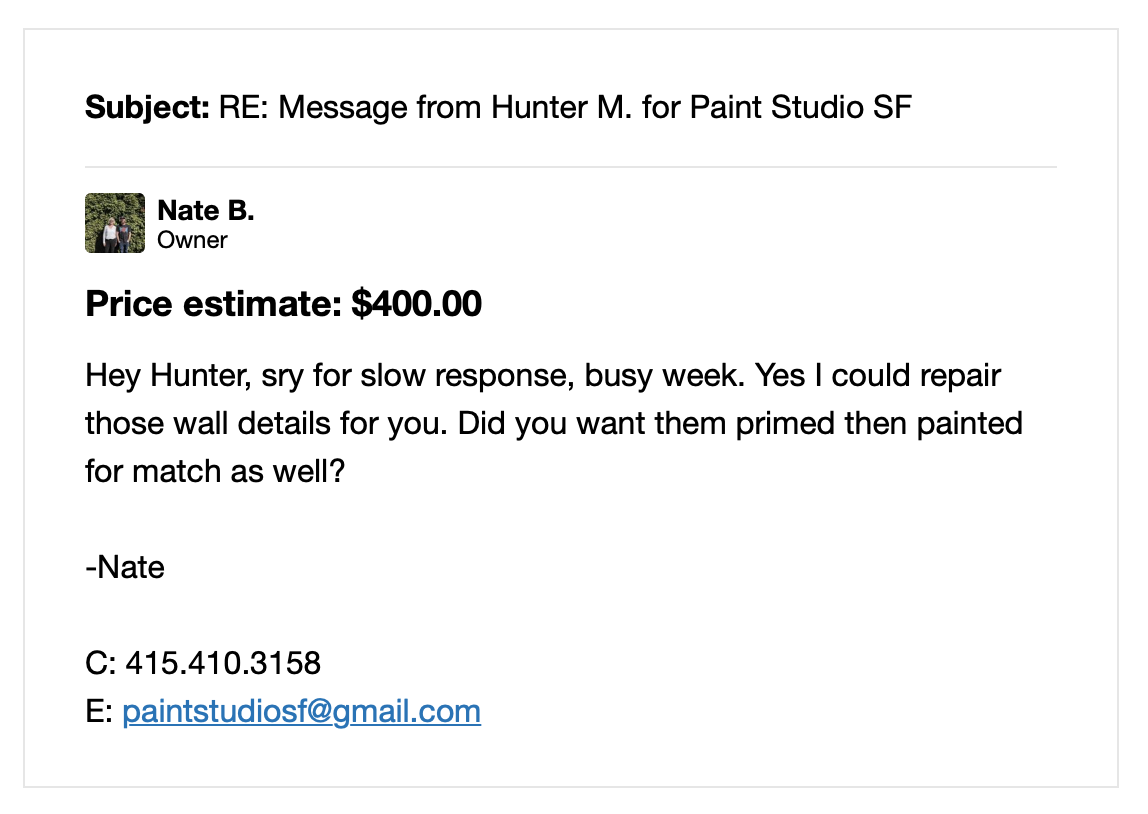 Subject: RE: Message from Hunter M. for Paint Studio SF
Nate B.
Owner
Price estimate: $400.00
Hey Hunter, sry for slow response, busy week. Yes I could repair
those wall details for you. Did you want them primed then painted
for match as well?
-Nate
C: 415.410.3158
E: paintstudiosf@gmail.com